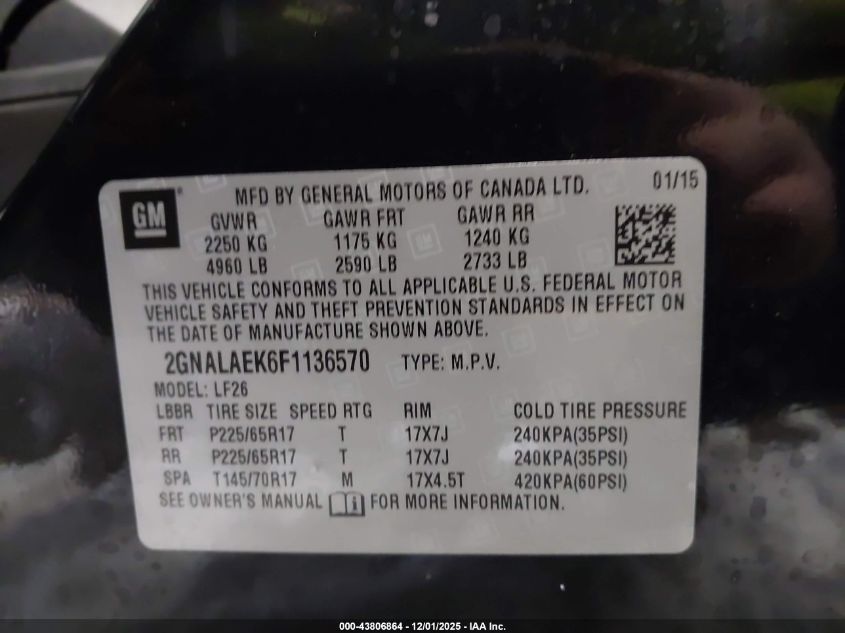 GM
MFD BY GENERAL MOTORS OF CANADA LTD. 01/15
GVWR GAWR FRT GAWR RR
2250 KG 1175 KG 1240 KG
4960 LB 2590 LB 2733 LB
THIS VEHICLE CONFORMS TO ALL APPLICABLE U.S. FEDERAL MOTOR
VEHICLE SAFETY AND THEFT PREVENTION STANDARDS IN EFFECT ON
THE DATE OF MANUFACTURE SHOWN ABOVE.
2GNALAEK6F1136570 TYPE: M.P.V.
MODEL: LF26
LBBR TIRE SIZE SPEED RTG RIM COLD TIRE PRESSURE
FRT P225/65R17 T 17X7J 240KPA(35PSI)
RR P225/65R17 T 17X7J 240KPA(35PSI)
SPA T145/70R17 M 17X4.5T 420KPA(60PSI)
SEE OWNER'S MANUAL FOR MORE INFORMATION.
000-43806864 - 12/01/2025 - IAA Inc.